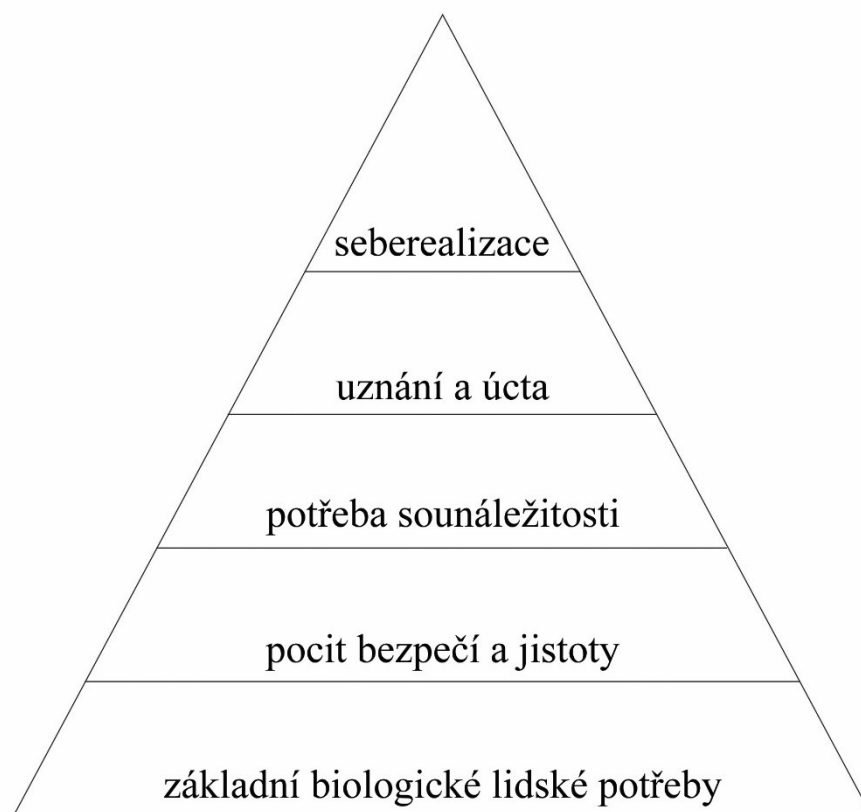 seberealizace
uznání a úcta
potřeba sounáležitosti
pocit bezpečí a jistoty
základní biologické lidské potřeby